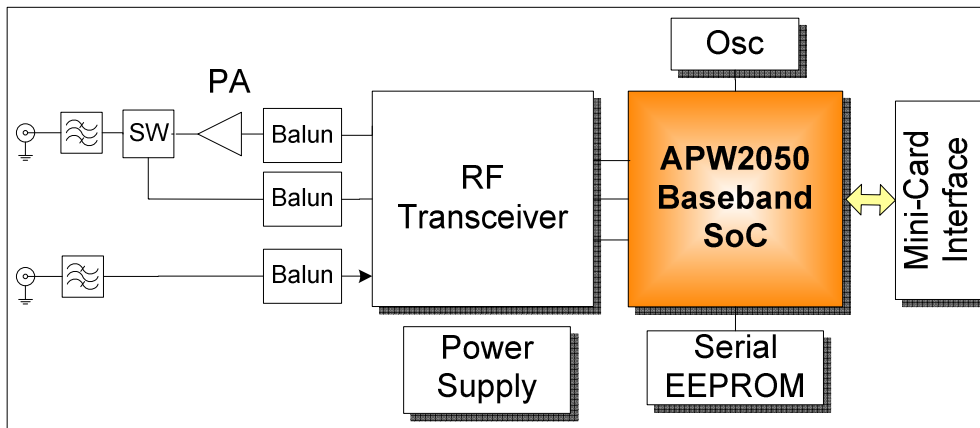 Osc
PA
SW
Balun
Balun
Balun
RF
Transceiver
APW2050
Baseband
SoC
Mini-Card
Interface
Power
Supply
Serial
EEPROM